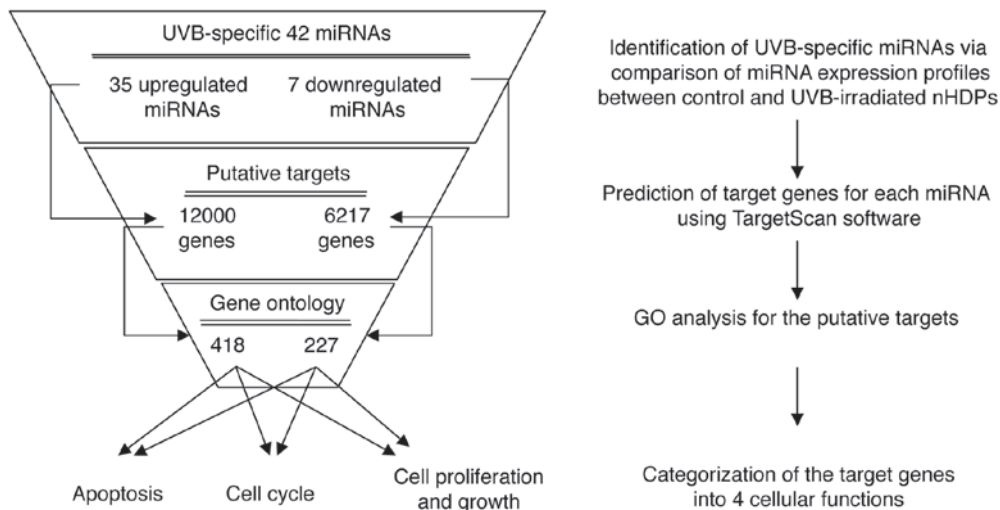 UVB-specific 42 miRNAs
35 upregulated
miRNAs
7 downregulated
miRNAs
Putative targets
12000
genes
6217
genes
Gene ontology
418
227
Apoptosis
Cell cycle
Cell proliferation
and growth
Identification of UVB-specific miRNAs via
comparison of miRNA expression profiles
between control and UVB-irradiated nHDPs
Prediction of target genes for each miRNA
using TargetScan software
GO analysis for the putative targets
Categorization of the target genes
into 4 cellular functions